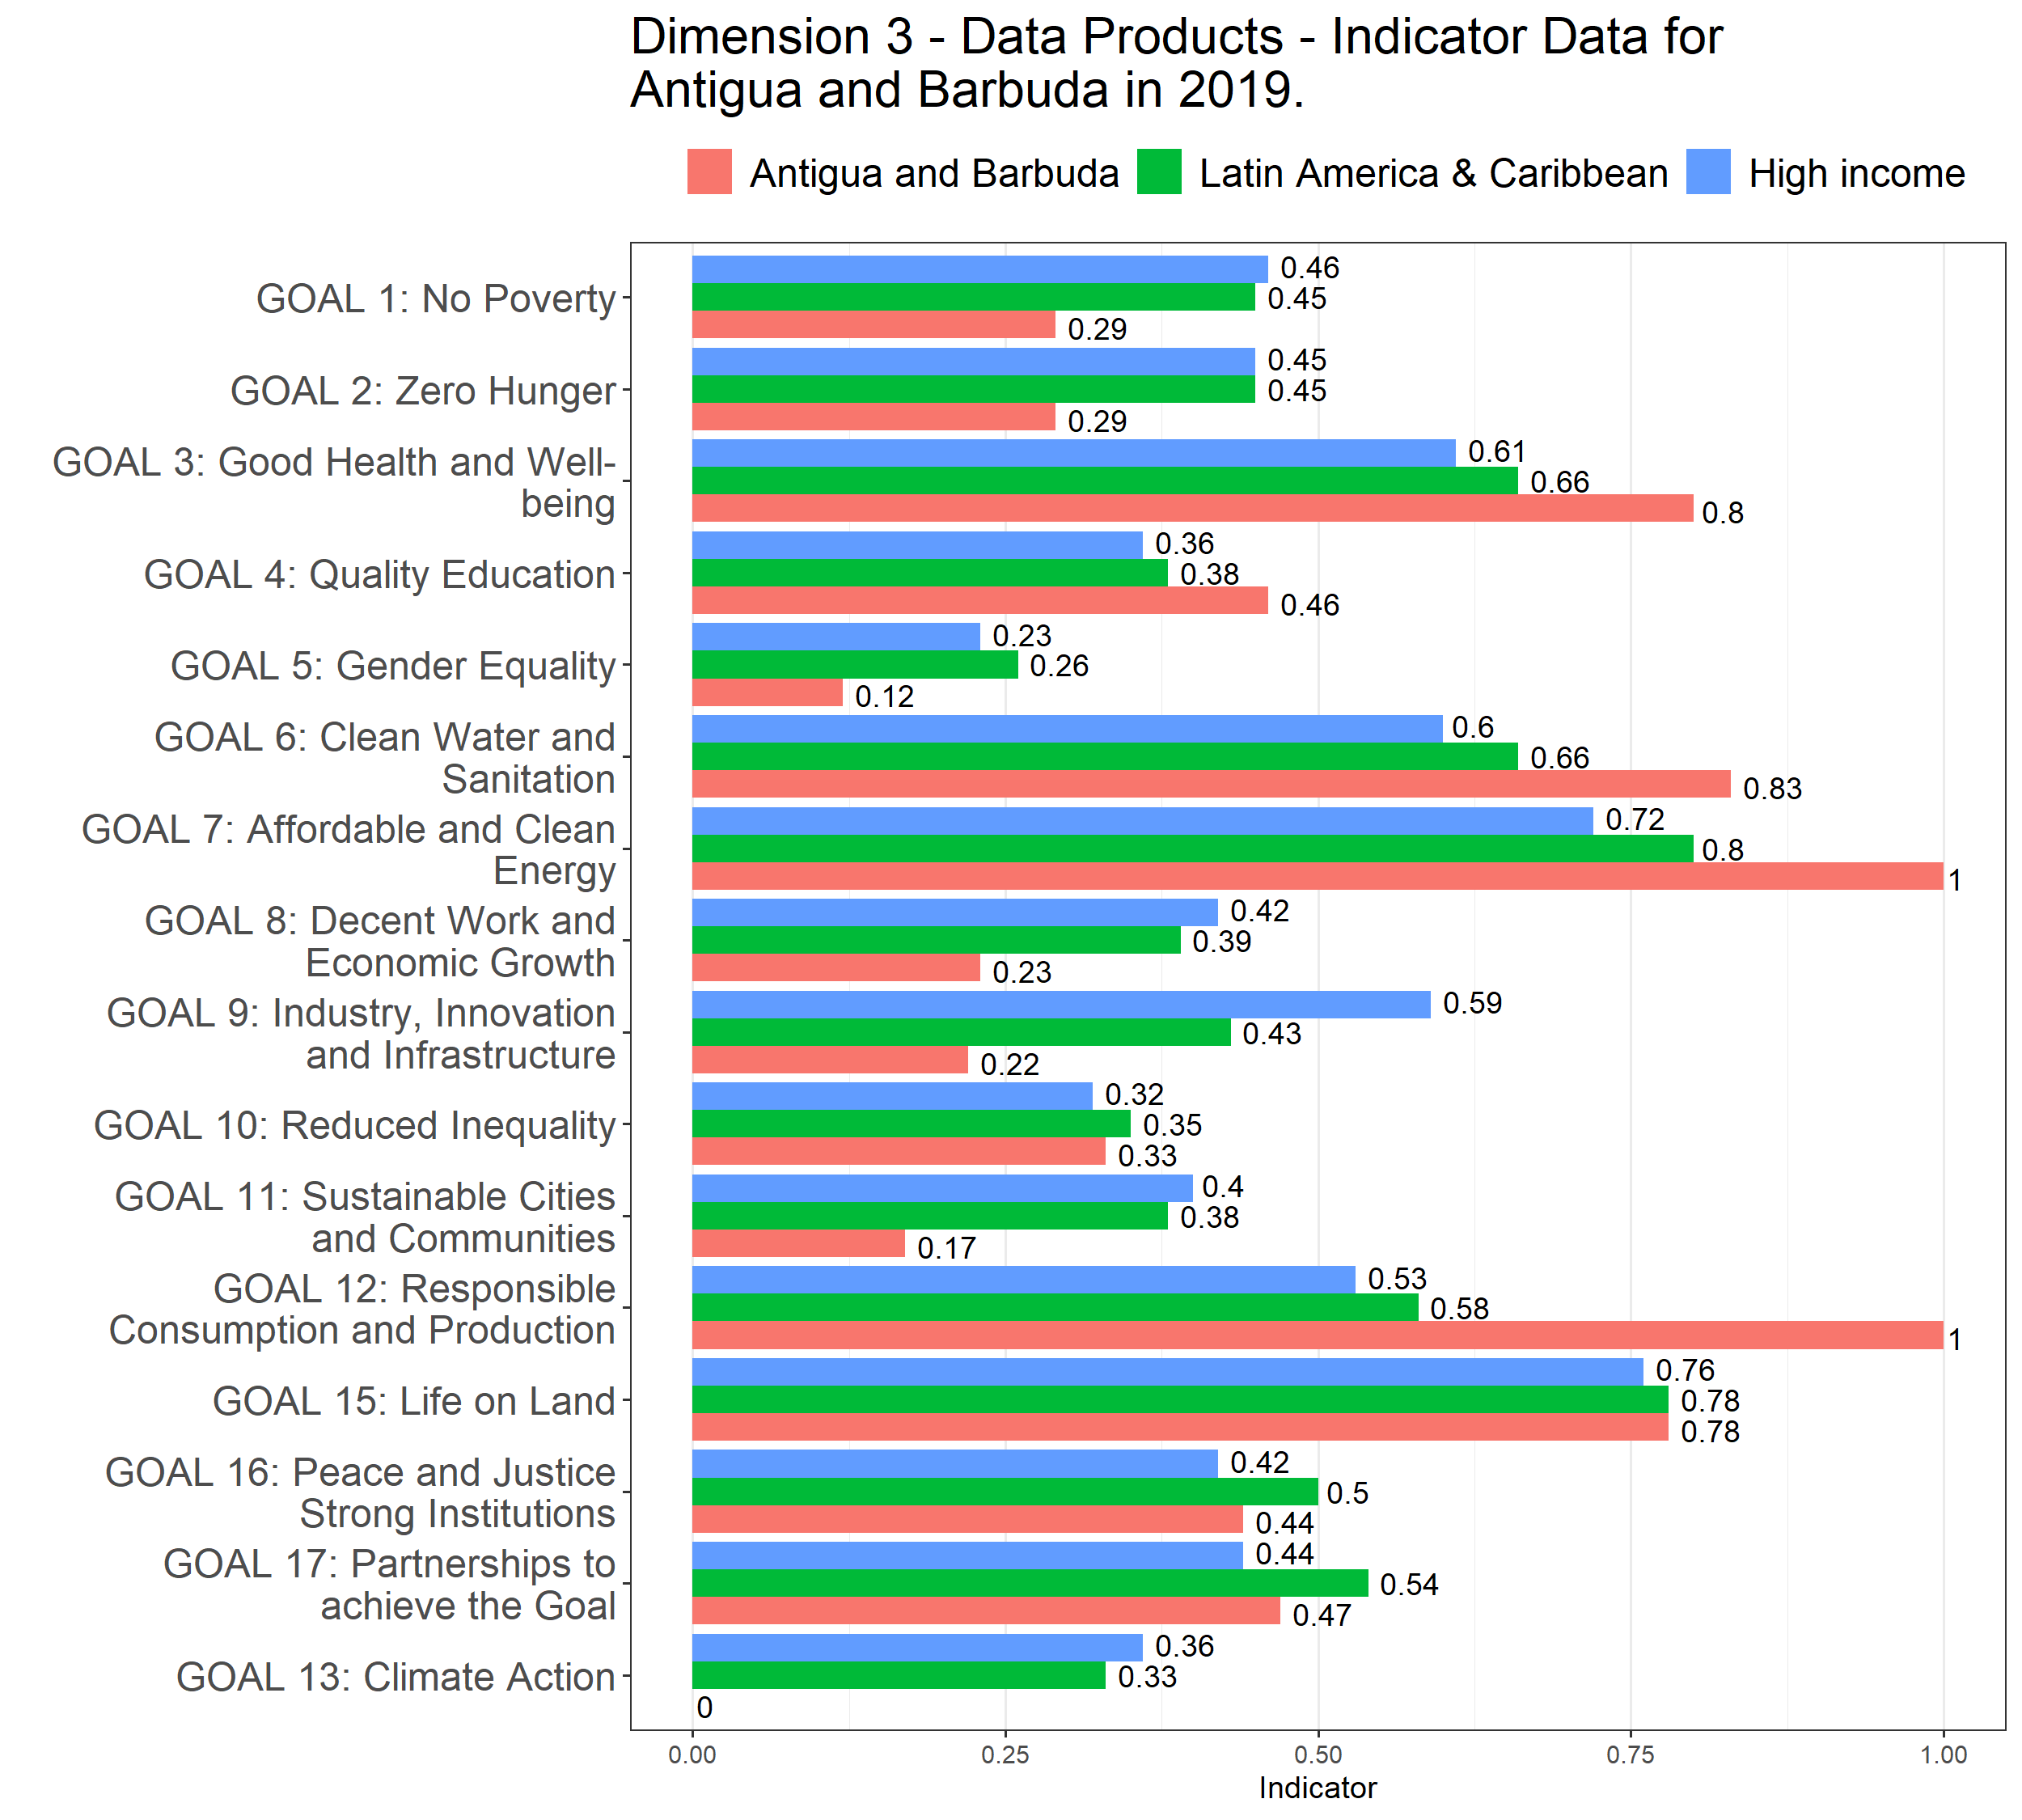 Dimension 3 - Data Products - Indicator Data for
Antigua and Barbuda in 2019.
Antigua and Barbuda Latin America & Caribbean High income
GOAL 1: No Poverty
0.46
0.45
0.29
GOAL 2: Zero Hunger
0.45
0.45
0.29
GOAL 3: Good Health and Well-
being
0.61
0.66
0.8
GOAL 4: Quality Education
0.36
0.38
0.46
GOAL 5: Gender Equality
0.23
0.26
0.12
GOAL 6: Clean Water and
Sanitation
0.6
0.66
0.83
GOAL 7: Affordable and Clean
Energy
0.72
0.8
1
GOAL 8: Decent Work and
Economic Growth
0.42
0.39
0.23
GOAL 9: Industry, Innovation
and Infrastructure
0.59
0.43
0.22
GOAL 10: Reduced Inequality
0.32
0.35
0.33
GOAL 11: Sustainable Cities
and Communities
0.4
0.38
0.17
GOAL 12: Responsible
Consumption and Production
0.53
0.58
1
GOAL 15: Life on Land
0.76
0.78
0.78
GOAL 16: Peace and Justice
Strong Institutions
0.42
0.5
0.44
GOAL 17: Partnerships to
achieve the Goal
0.44
0.54
0.47
GOAL 13: Climate Action
0.36
0.33
0
0.00 0.25 0.50 0.75 1.00
Indicator